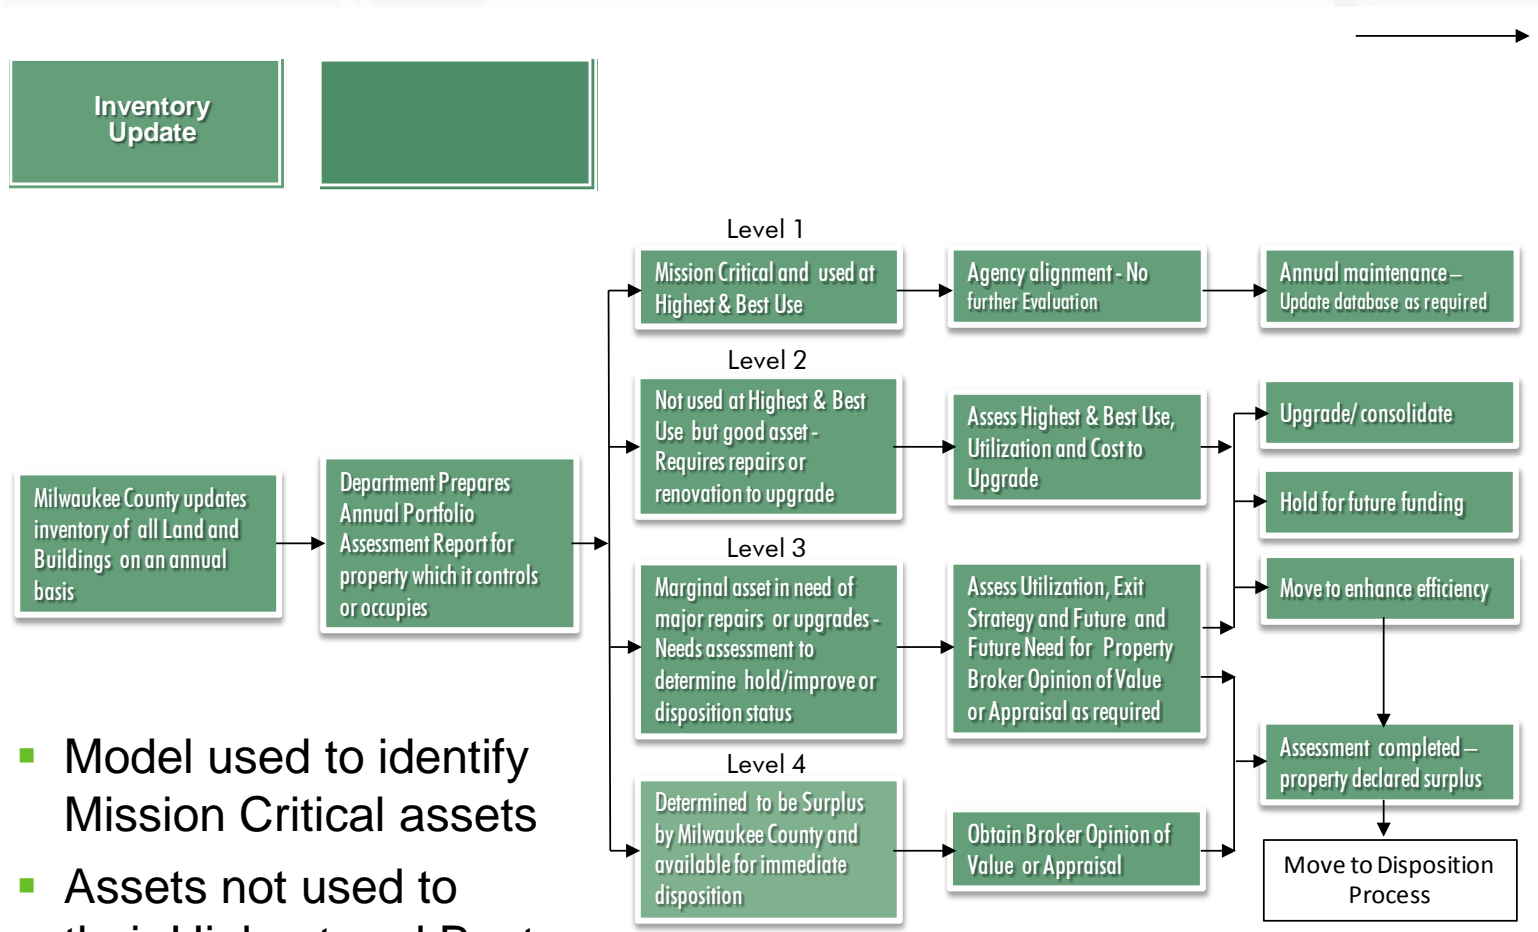 Inventory
Update
Level 1
Mission Critical and used at
Highest & Best Use
Agency alignment - No
further Evaluation
Annual maintenance –
Update database as required
Level 2
Not used at Highest & Best
Use but good asset -
Requires repairs or
renovation to upgrade
Assess Highest & Best Use,
Utilization and Cost to
Upgrade
Upgrade/ consolidate
Hold for future funding
Move to enhance efficiency
Milwaukee County updates
inventory of all Land and
Buildings on an annual
basis
Department Prepares
Annual Portfolio
Assessment Report for
property which it controls
or occupies
Level 3
Marginal asset in need of
major repairs or upgrades -
Needs assessment to
determine hold/improve or
disposition status
Assess Utilization, Exit
Strategy and Future and
Future Need for Property
Broker Opinion of Value
or Appraisal as required
Assessment completed –
property declared surplus
Level 4
Determined to be Surplus
by Milwaukee County and
available for immediate
disposition
Obtain Broker Opinion of
Value or Appraisal
Move to Disposition
Process
▪ Model used to identify
Mission Critical assets
▪ Assets not used to
their Highest and Best